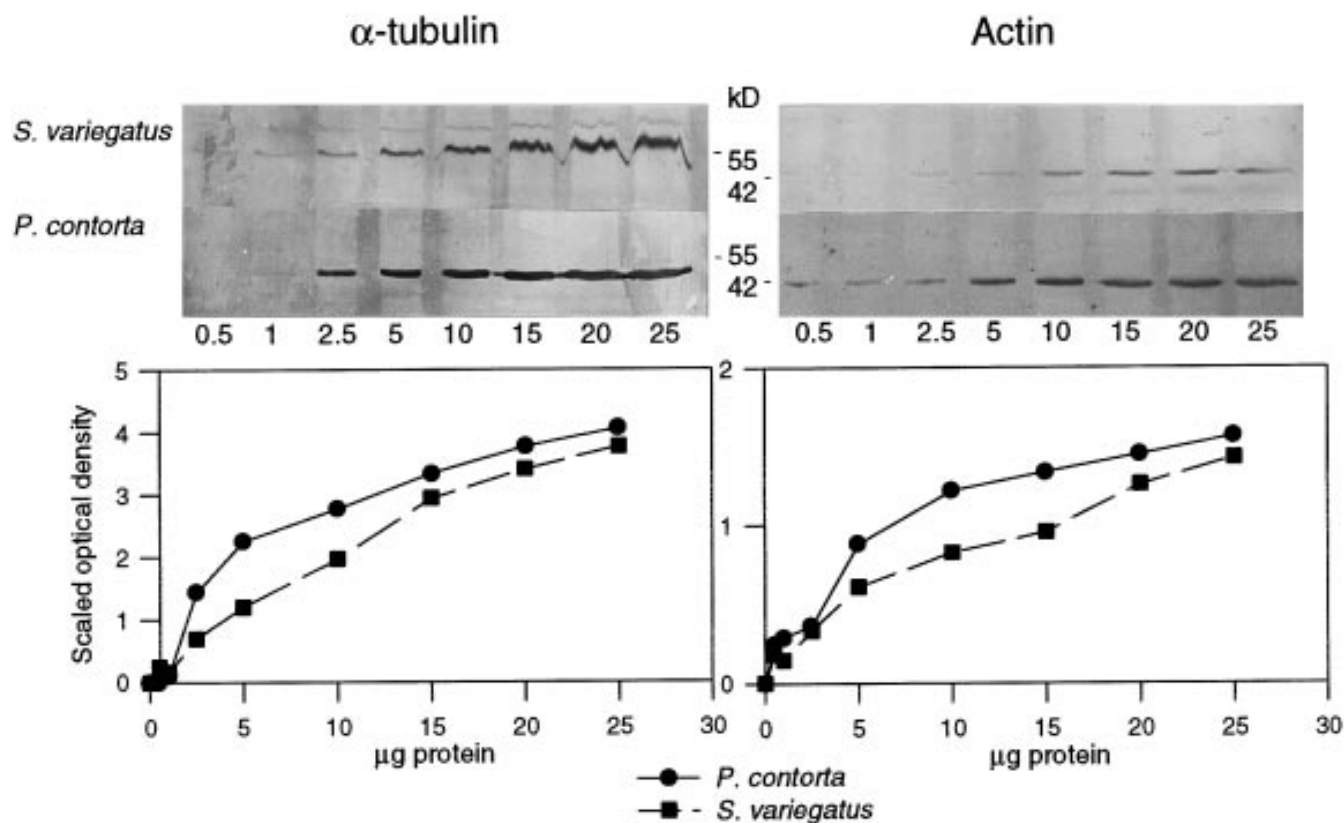 α-tubulin Actin
S. variegatus
kD
55
42
P. contorta
55
42
0.5 1 2.5 5 10 15 20 25
0.5 1 2.5 5 10 15 20 25
Scaled optical density
5
4
3
2
1
0
0 5 10 15 20 25 30
μg protein
2
1
0
0 5 10 15 20 25 30
μg protein
P. contorta
S. variegatus